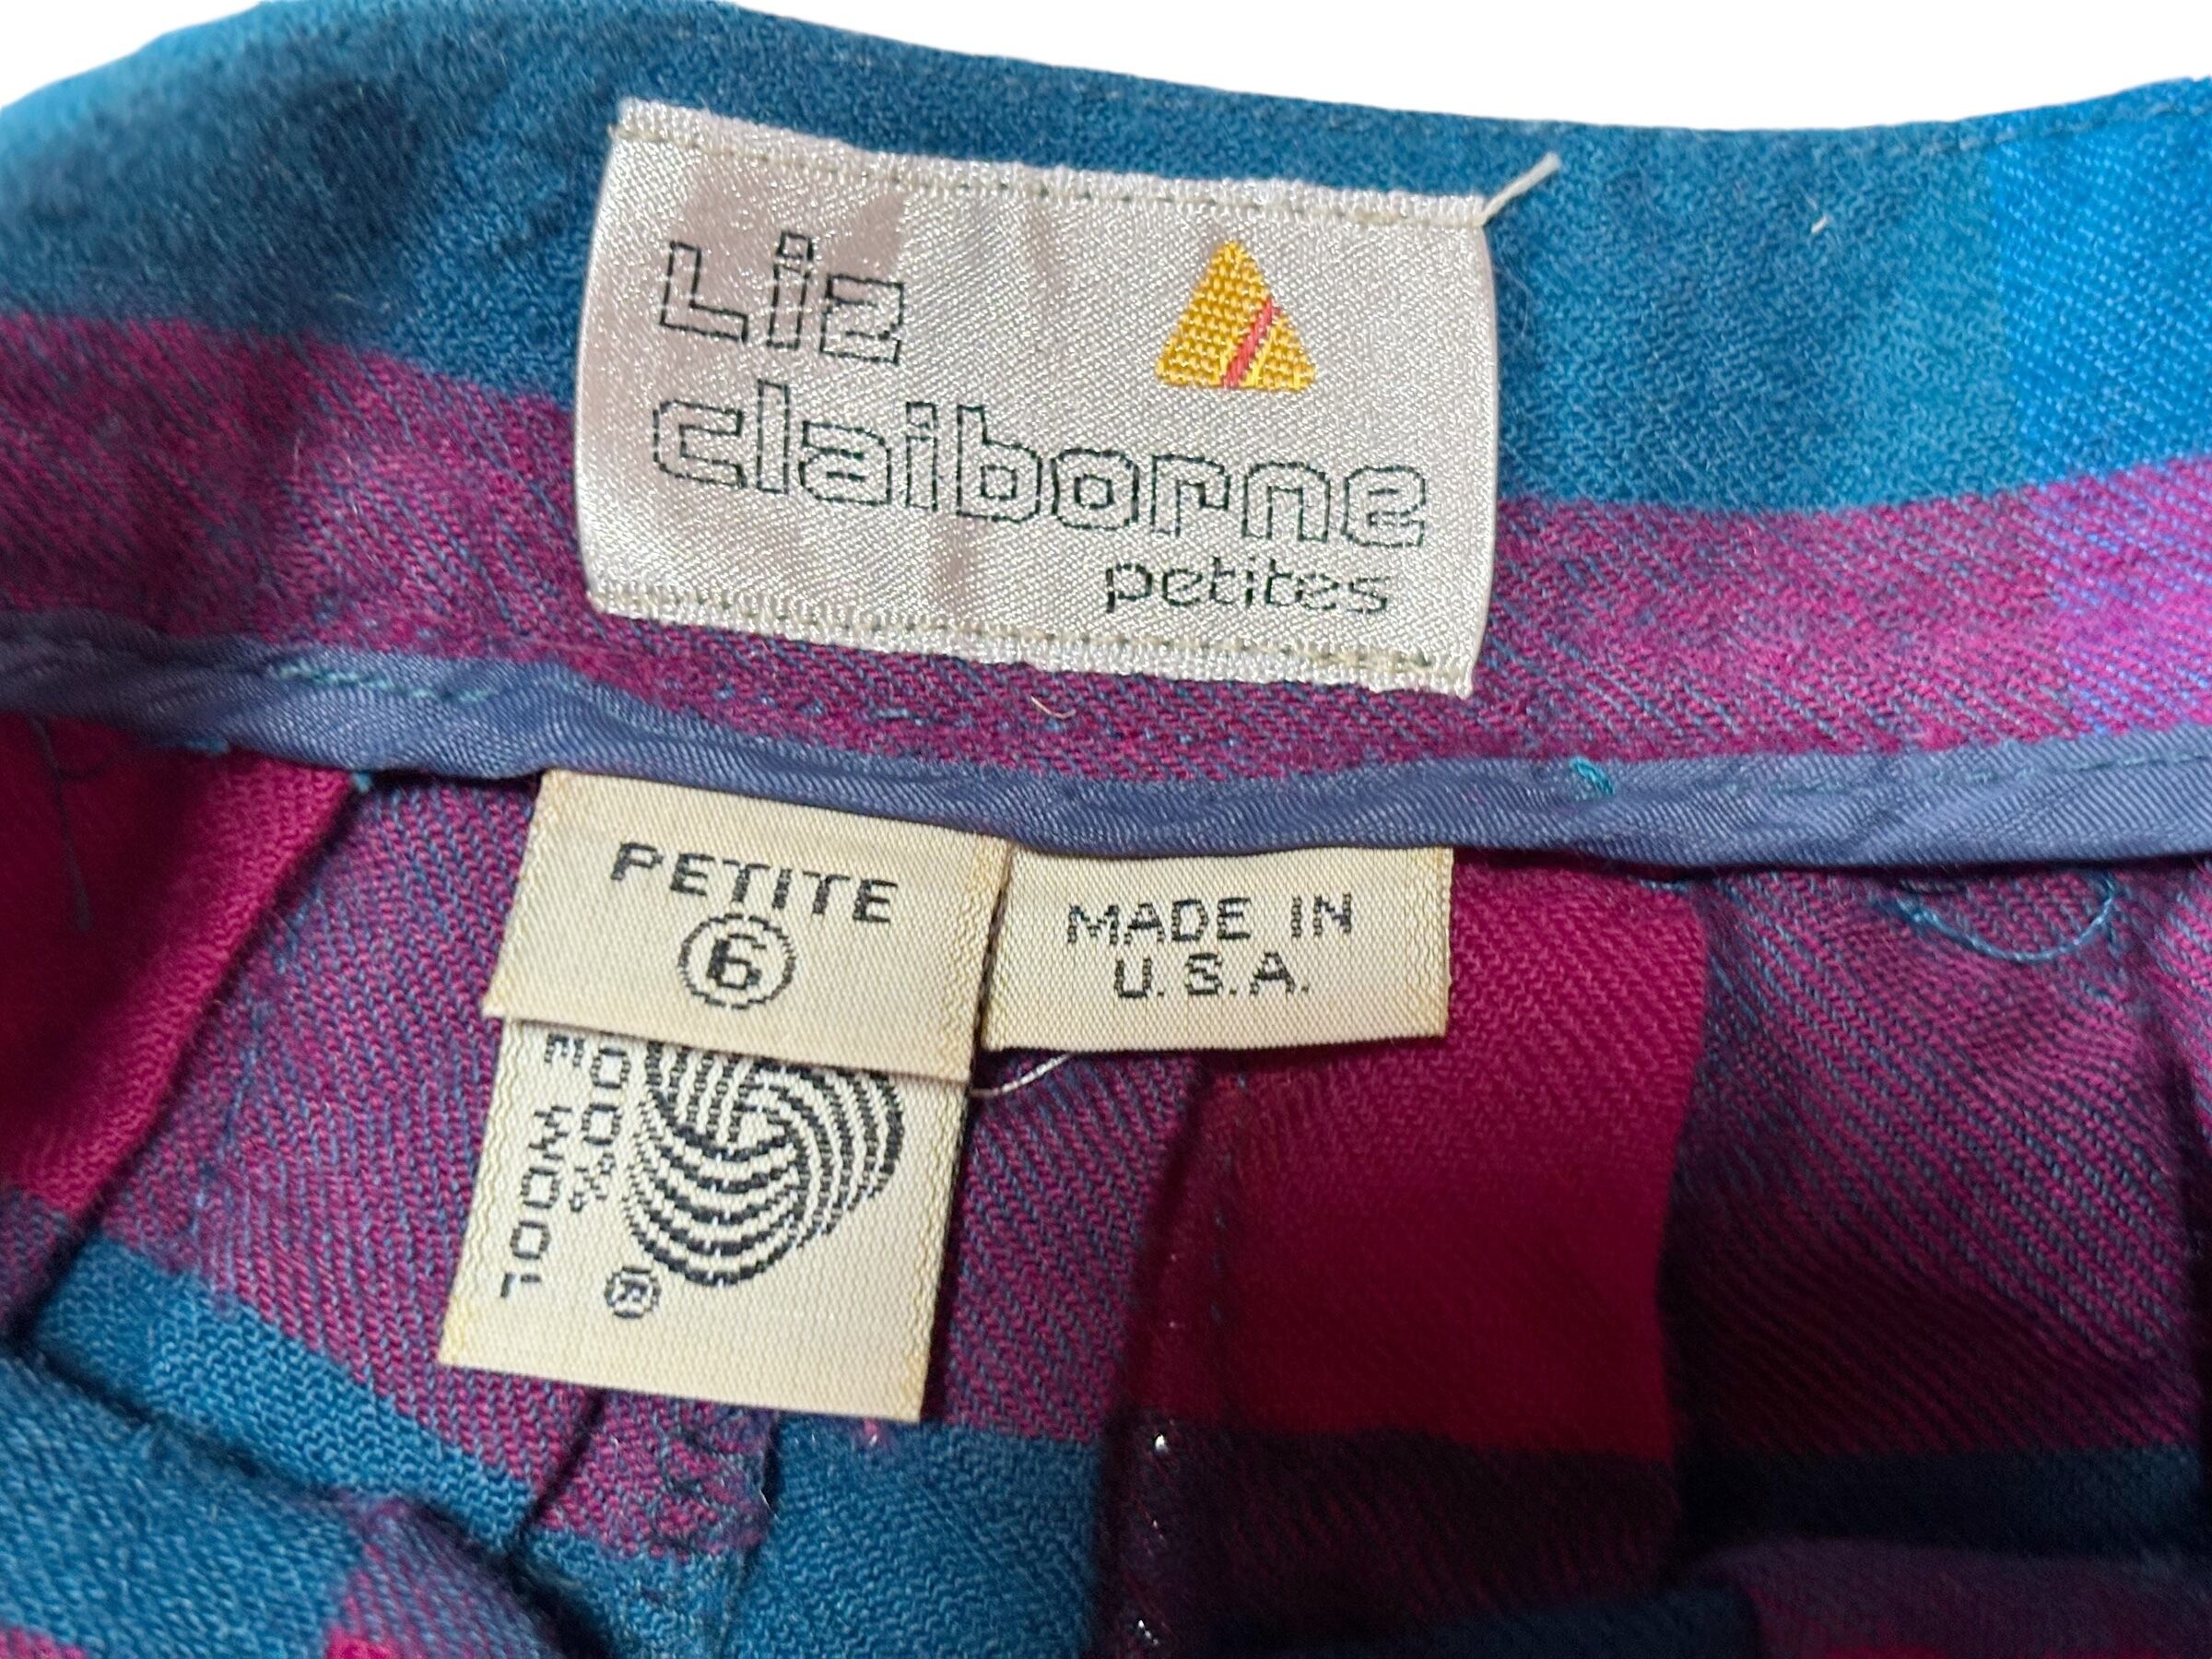 Liz
claiborne
petites
PETITE
6
MADE IN
U.S.A.
100%
WOOL
®